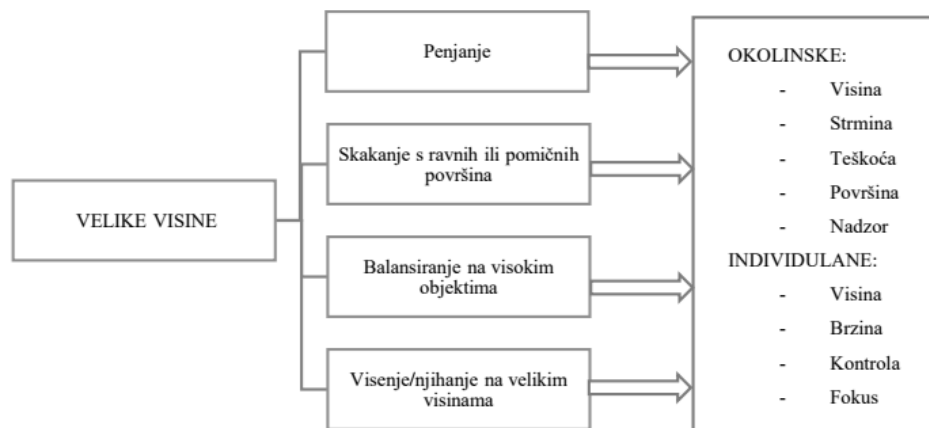 VELIKE VISINE
Penjanje
Skakanje s ravnih ili pomičnih
površina
Balansiranje na visokim
objektima
Visenje/njihanje na velikim
visinama
OKOLINSKE:
- Visina
- Strmina
- Teškoća
- Površina
- Nadzor
INDIVIDULANE:
- Visina
- Brzina
- Kontrola
- Fokus